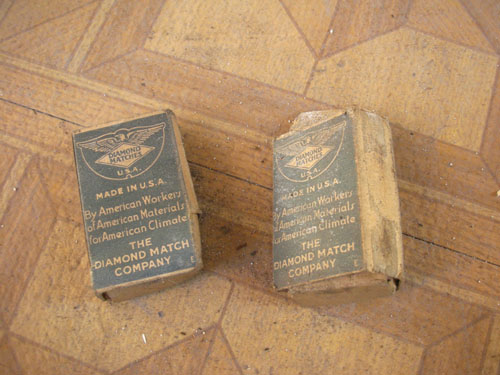 DIAMOND
MATCHES
U.S.A.
MADE IN U.S.A.
By American Workers
of American Materials
for American Climate
THE
DIAMOND MATCH
COMPANY
E
DIAMOND
MATCHES
U.S.A.
MADE IN U.S.A.
By American Workers
of American Materials
for American Climate
THE
DIAMOND MATCH
COMPANY
E